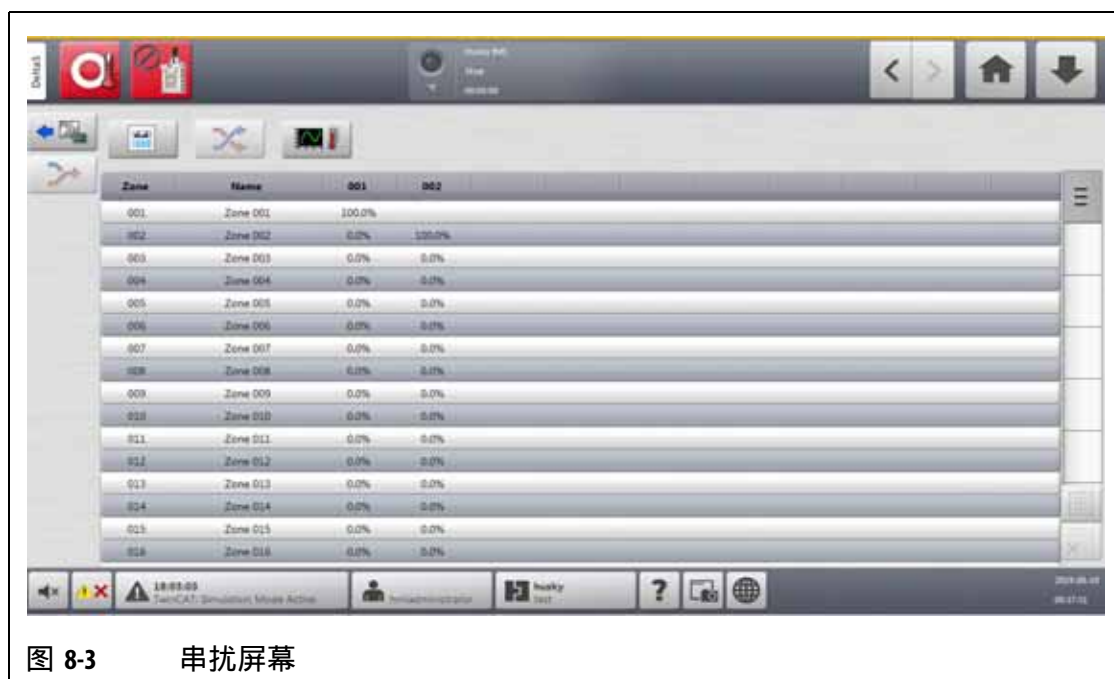 Delta5
Husky IMS
Stop
Zone Name 001 002
001 Zone 001 100.0%
002 Zone 002 0.0% 100.0%
003 Zone 003 0.0% 0.0%
004 Zone 004 0.0% 0.0%
005 Zone 005 0.0% 0.0%
006 Zone 006 0.0% 0.0%
007 Zone 007 0.0% 0.0%
008 Zone 008 0.0% 0.0%
009 Zone 009 0.0% 0.0%
010 Zone 010 0.0% 0.0%
011 Zone 011 0.0% 0.0%
012 Zone 012 0.0% 0.0%
013 Zone 013 0.0% 0.0%
014 Zone 014 0.0% 0.0%
015 Zone 015 0.0% 0.0%
016 Zone 016 0.0% 0.0%
18:03:03
TwinCAT: Simulation Mode Active
hmiadministrator
husky
test
?
图 8-3 串扰屏幕